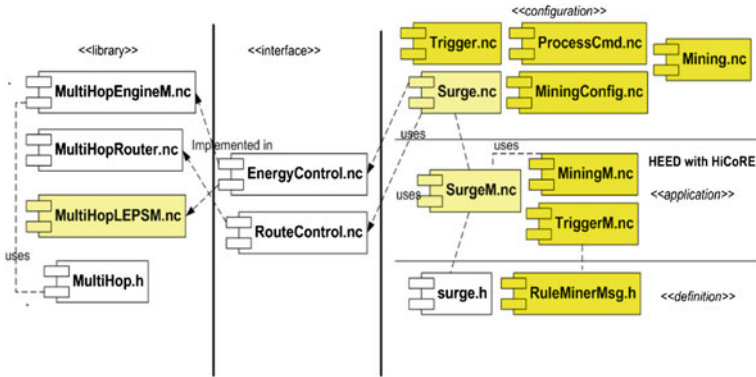 <<configuration>>
<<library>>
<<interface>>
Trigger.nc
ProcessCmd.nc
Mining.nc
MultiHopEngineM.nc
Surge.nc
MiningConfig.nc
uses
MultiHopRouter.nc
Implemented in
EnergyControl.nc
uses
MiningM.nc
HEED with HiCoRE
SurgeM.nc
uses
<<application>>
MultiHopLEPSM.nc
RouteControl.nc
TriggerM.nc
uses
MultiHop.h
surge.h
RuleMinerMsg.h
<<definition>>